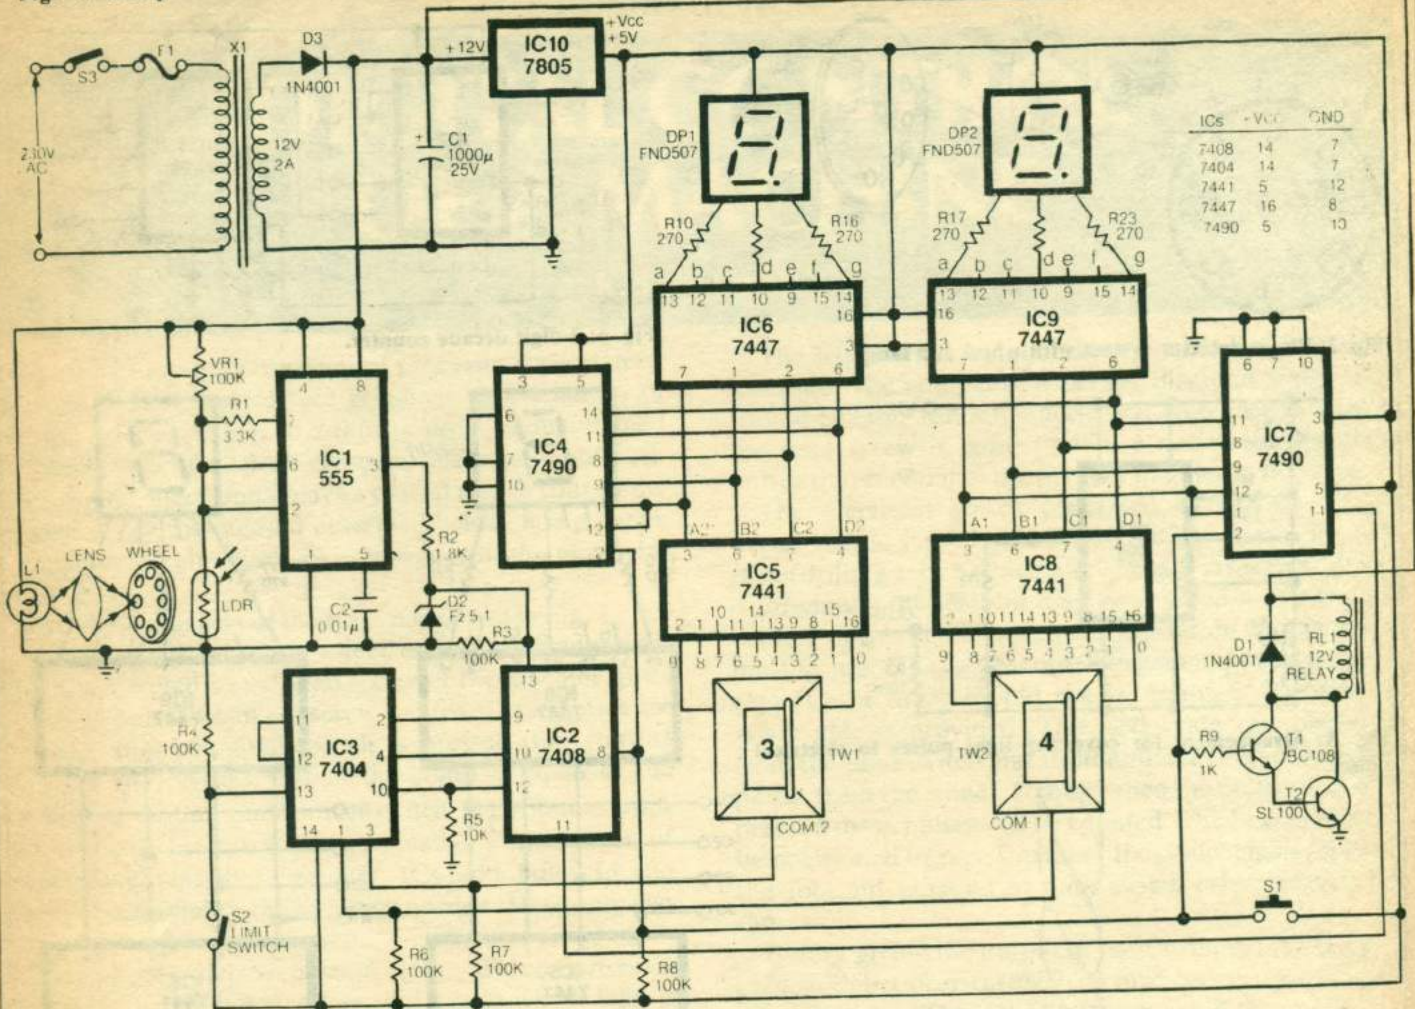 S3
F1
X1
230V
AC
12V
2A
D3
1N4001
+12V
IC10
7805
+Vcc
+5V
+
C1
1000µ
25V
DP1
FND507
DP2
FND507
ICs +VCC GND
7408 14 7
7404 14 7
7441 5 12
7447 16 8
7490 5 10
R10
270
R16
270
R17
270
R23
270
a b c d e f g
13 12 11 10 9 15 14
IC6
7447
16
3
7 1 2 6
a b c d e f g
13 12 11 10 9 15 14
IC9
7447
16
3
7 1 2 6
VR1
100K
R1
3.3K
4 8
7
6
2
3
IC1
555
1 5
3 5
6
7
10
IC4
7490
14
11
8
9
1
12
2
6 7 10
11
8
9
12
1
2
IC7
7490
3
5
14
R2
1.8K
D2
Fz 5.1
R3
100K
C2
0.01µ
L1
LENS
WHEEL
LDR
A2 B2 C2 D2
3 6 7 4
IC5
7441
2 1 10 11 14 13 9 8 15 16
9 8 7 6 5 4 3 2 1 0
A1 B1 C1 D1
3 6 7 4
IC8
7441
2 1 10 11 14 13 9 8 15 16
9 8 7 6 5 4 3 2 1 0
3
TW1
COM.2
4
TW2
COM 1
D1
1N4001
RL1
12V
RELAY
R9
1K
T1
BC108
T2
SL100
R4
100K
11
12
13
IC3
7404
2
4
10
14 1 3
13
9
10
12
IC2
7408
8
11
R5
10K
S2
LIMIT
SWITCH
R6
100K
R7
100K
R8
100K
S1